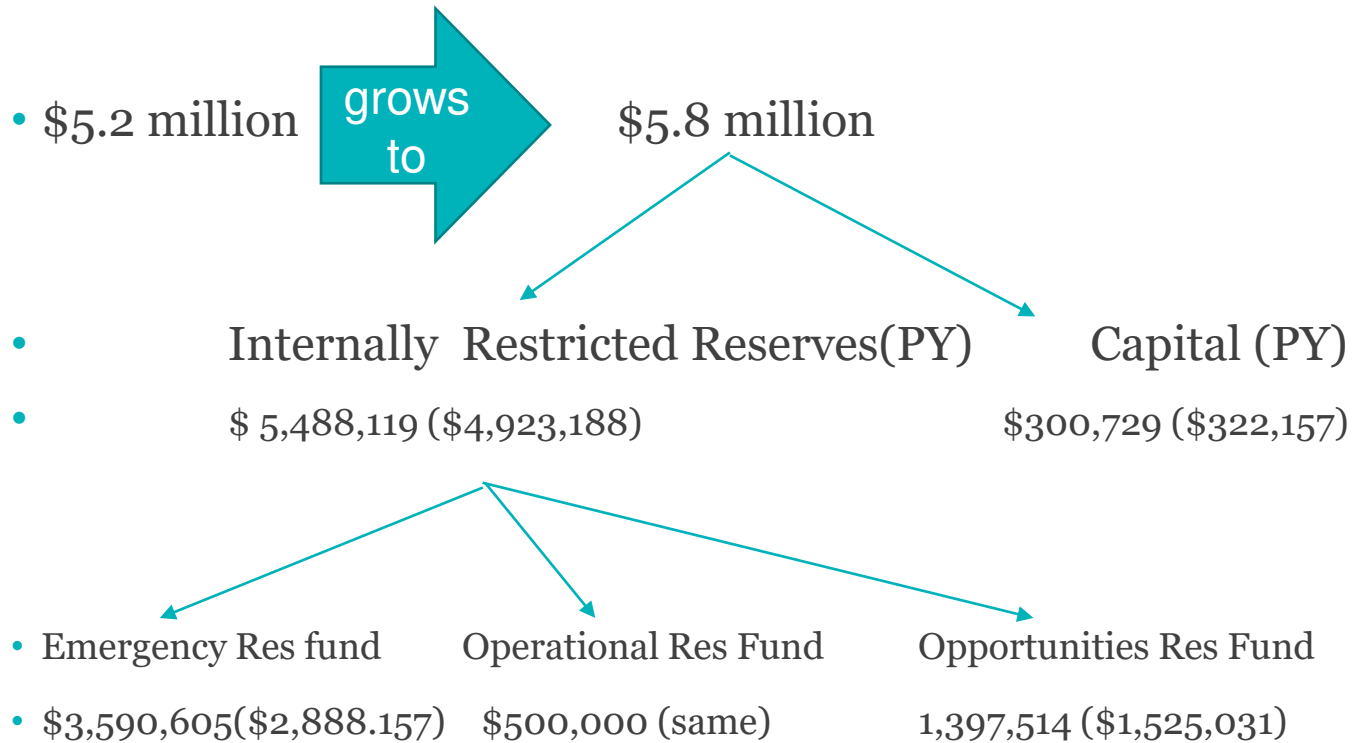 • $5.2 million grows to $5.8 million
• Internally Restricted Reserves(PY) Capital (PY)
• $ 5,488,119 ($4,923,188) $300,729 ($322,157)
• Emergency Res fund Operational Res Fund Opportunities Res Fund
• $3,590,605($2,888.157) $500,000 (same) 1,397,514 ($1,525,031)